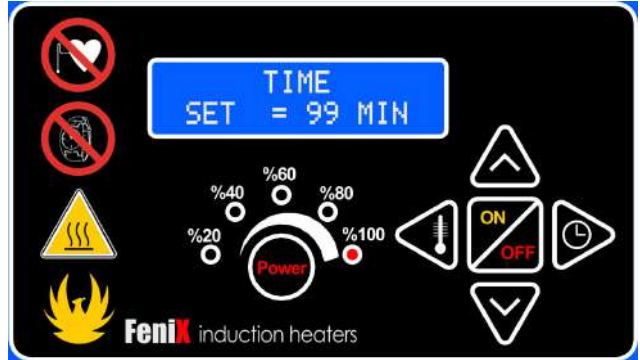 TIME
SET = 99 MIN
%20
%40
%60
%80
%100
Power
ON
OFF
FeniX induction heaters